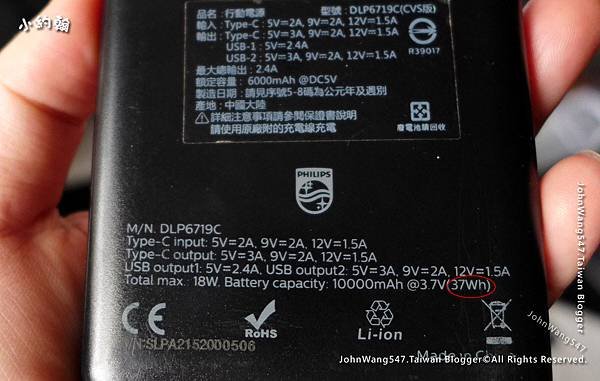 小約翰
品名：行動電源 型號：DLP6719C(CVS版)
輸入：Type-C：5V=2A, 9V=2A, 12V=1.5A
輸出：Type-C：5V=3A, 9V=2A, 12V=1.5A
USB-1：5V=2.4A
USB-2：5V=3A, 9V=2A, 12V=1.5A
最大總輸出：2.4A
額定容量：6000mAh @DC5V
製造日期：請見序號5-8碼為公元年及週別
產地：中國大陸
詳細注意事項請參閱保證書說明
請使用原廠附的充電線充電
R39017
廢電池請回收
PHILIPS
M/N. DLP6719C
Type-C input: 5V=2A, 9V=2A, 12V=1.5A
Type-C output: 5V=3A, 9V=2A, 12V=1.5A
USB output1: 5V=2.4A, USB output2: 5V=3A, 9V=2A, 12V=1.5A
Total max. 18W, Battery capacity: 10000mAh @3.7V(37Wh)
CE
RoHS
Li-ion
/N:SLPA2152000506
Made in C
JohnWang547.Taiwan Blogger©All Rights Reserved.
JohnWang547.Taiwan Blogger
JohnWang547